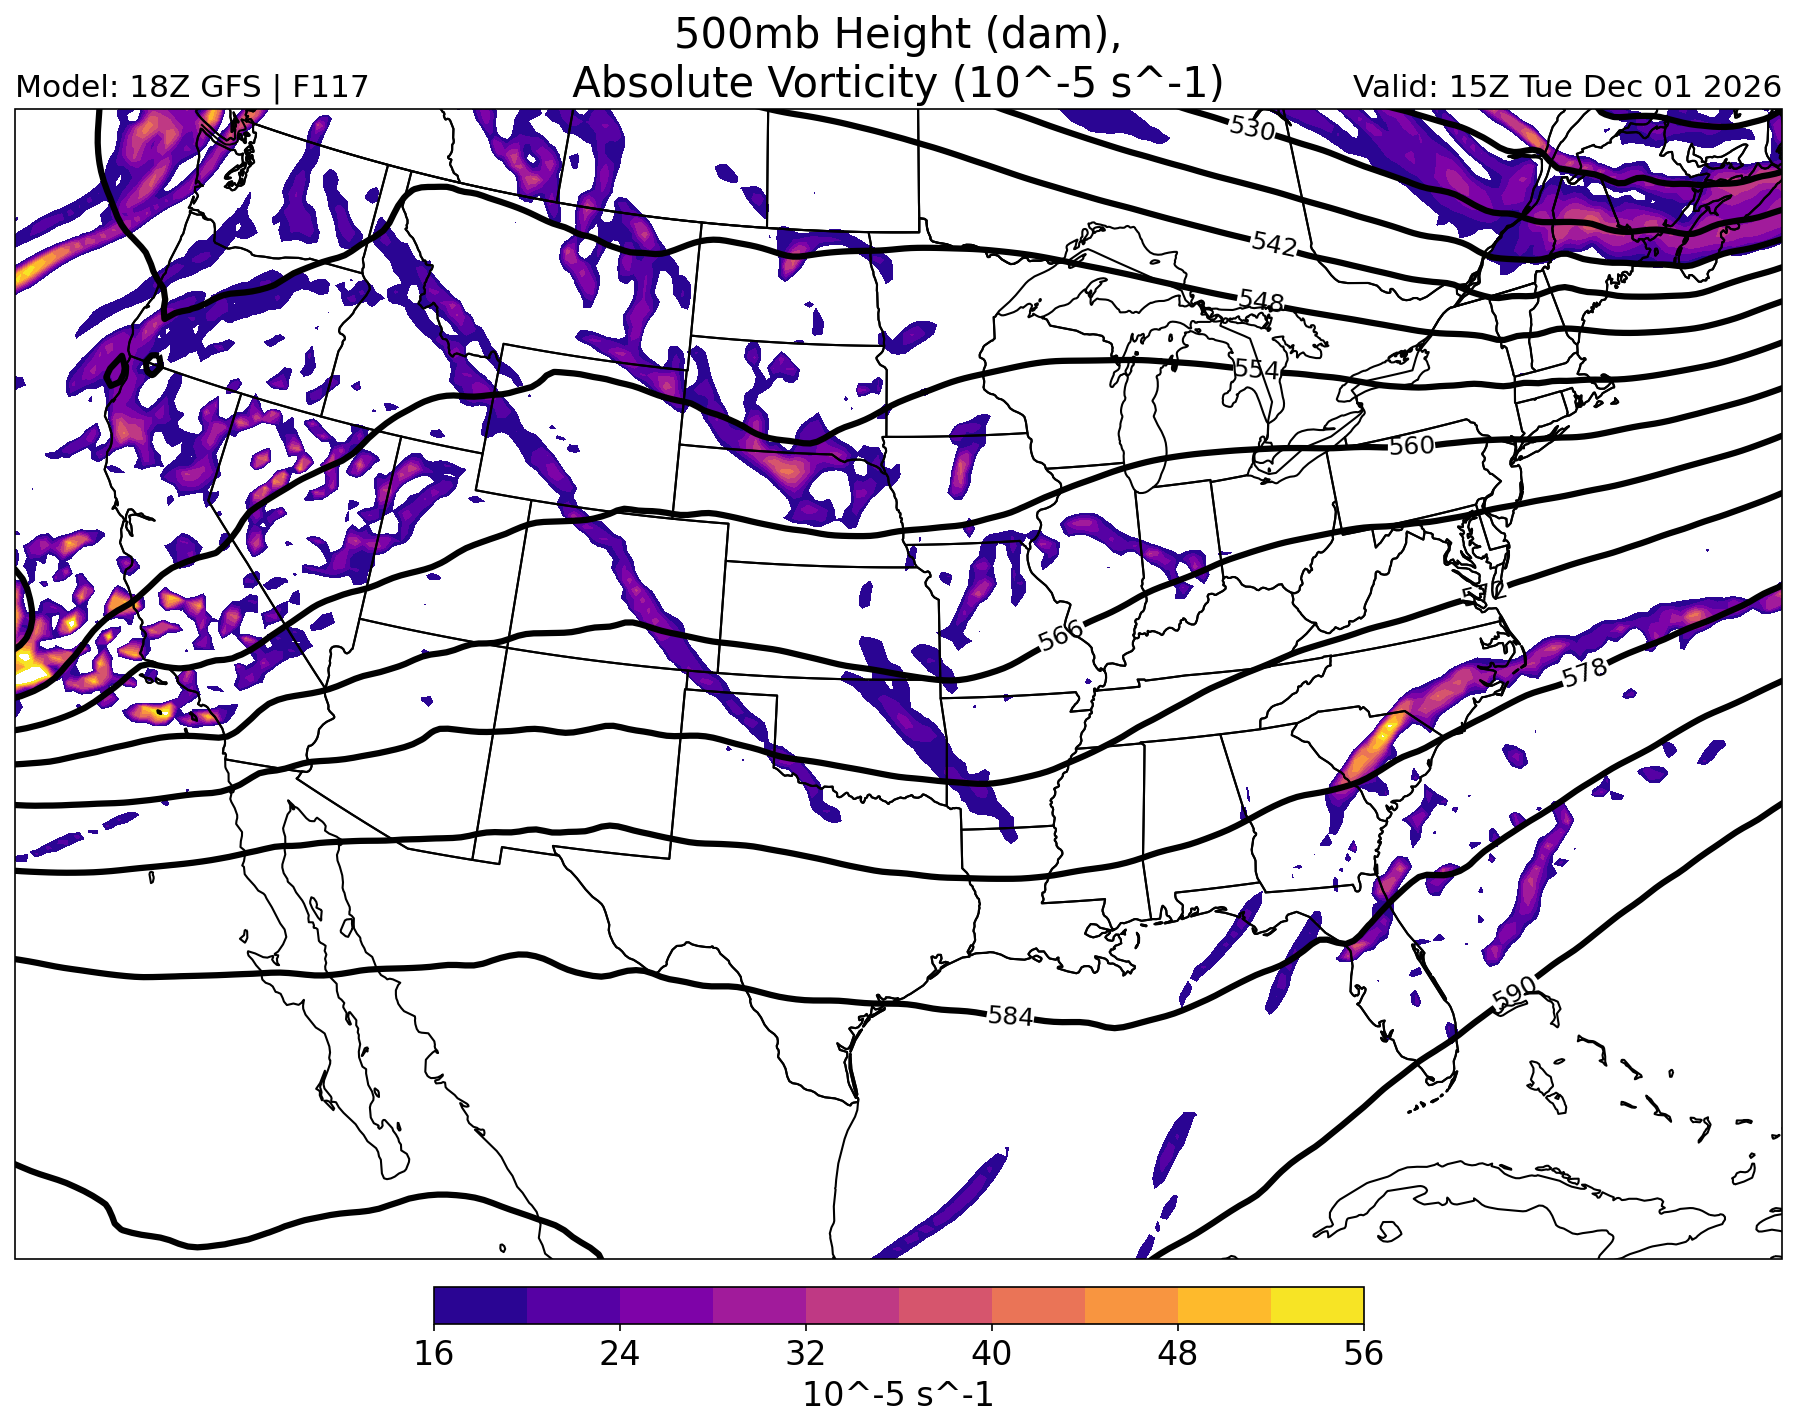 500mb Height (dam),
Model: 18Z GFS | F117
Absolute Vorticity (10^-5 s^-1)
Valid: 15Z Tue Dec 01 2026
530
542
548
554
560
566
578
584
590
16 24 32 40 48 56
10^-5 s^-1